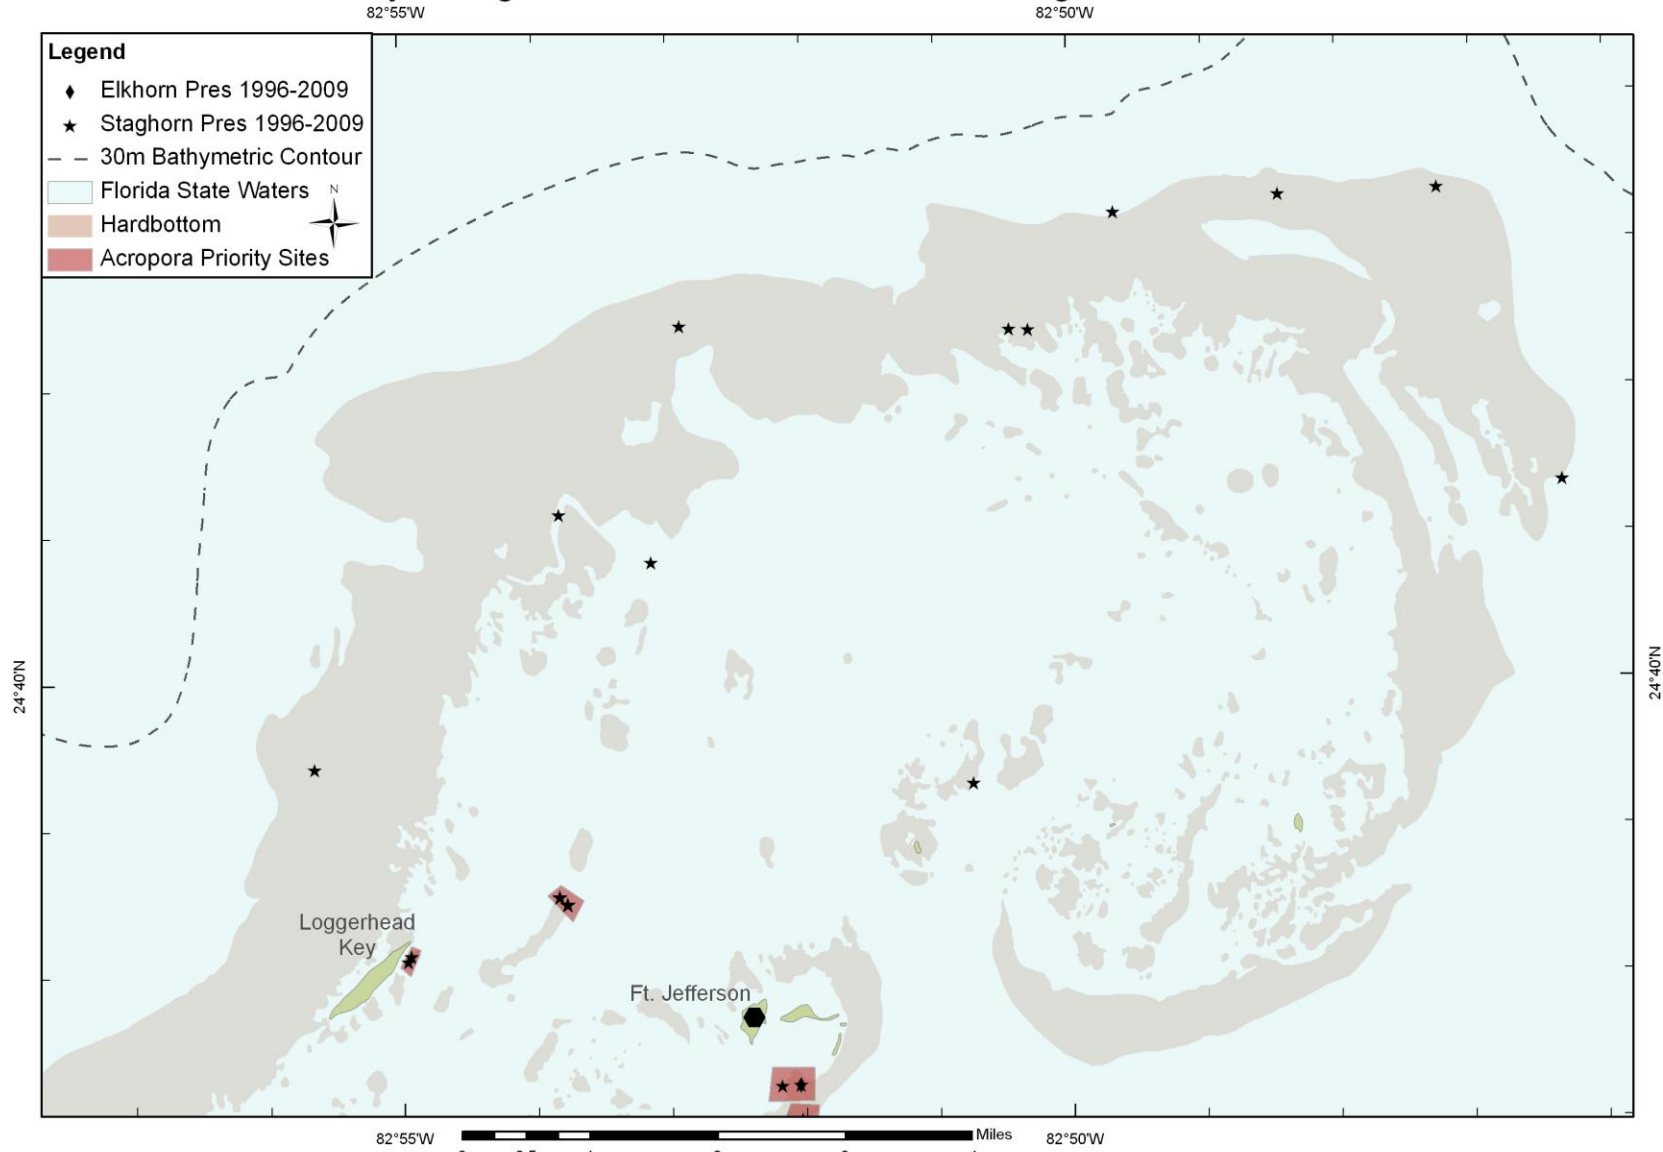 82°55'W 82°50'W
Legend
Elkhorn Pres 1996-2009
Staghorn Pres 1996-2009
30m Bathymetric Contour
Florida State Waters
N
Hardbottom
Acropora Priority Sites
24°40'N 24°40'N
Loggerhead
Key
Ft. Jefferson
82°55'W Miles 82°50'W